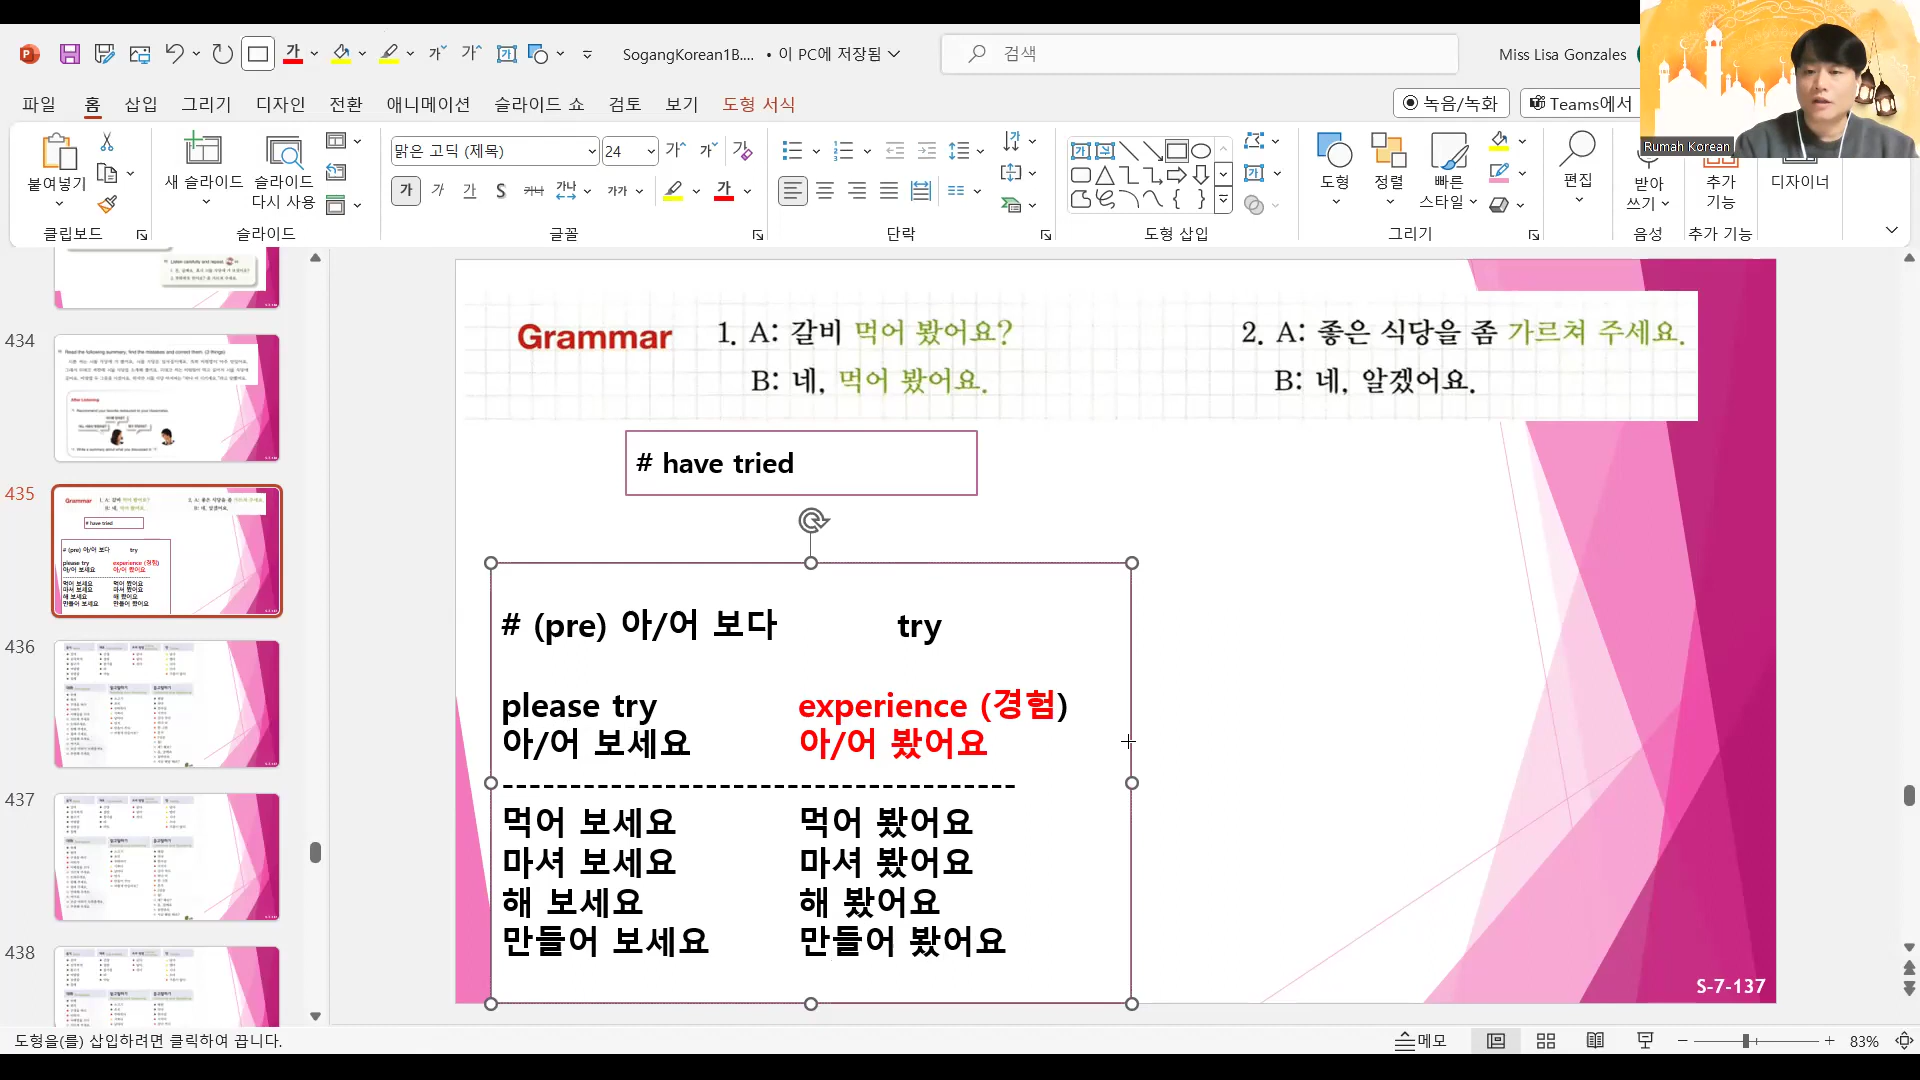 SogangKorean1B.... • 이 PC에 저장됨
검색
Miss Lisa Gonzales
파일 홈 삽입 그리기 디자인 전환 애니메이션 슬라이드 쇼 검토 보기 도형 서식
녹음/녹화
Teams에서
Rumah Korean
붙여넣기
클립보드
새 슬라이드
슬라이드 다시 사용
슬라이드
맑은 고딕 (제목) 24
가 가 가 S 가나 가나 가가 가
글꼴
단락
도형 삽입
도형
정렬
빠른 스타일
그리기
편집
받아쓰기
음성
추가 기능
추가 기능
디자이너
434
435
436
437
438
Grammar
1. A: 갈비 먹어 봤어요?
B: 네, 먹어 봤어요.
2. A: 좋은 식당을 좀 가르쳐 주세요.
B: 네, 알겠어요.
# have tried
# (pre) 아/어 보다 try
please try experience (경험)
아/어 보세요 아/어 봤어요
--------------------------------------
먹어 보세요 먹어 봤어요
마셔 보세요 마셔 봤어요
해 보세요 해 봤어요
만들어 보세요 만들어 봤어요
S-7-137
도형을(를) 삽입하려면 클릭하여 끕니다.
메모
83%